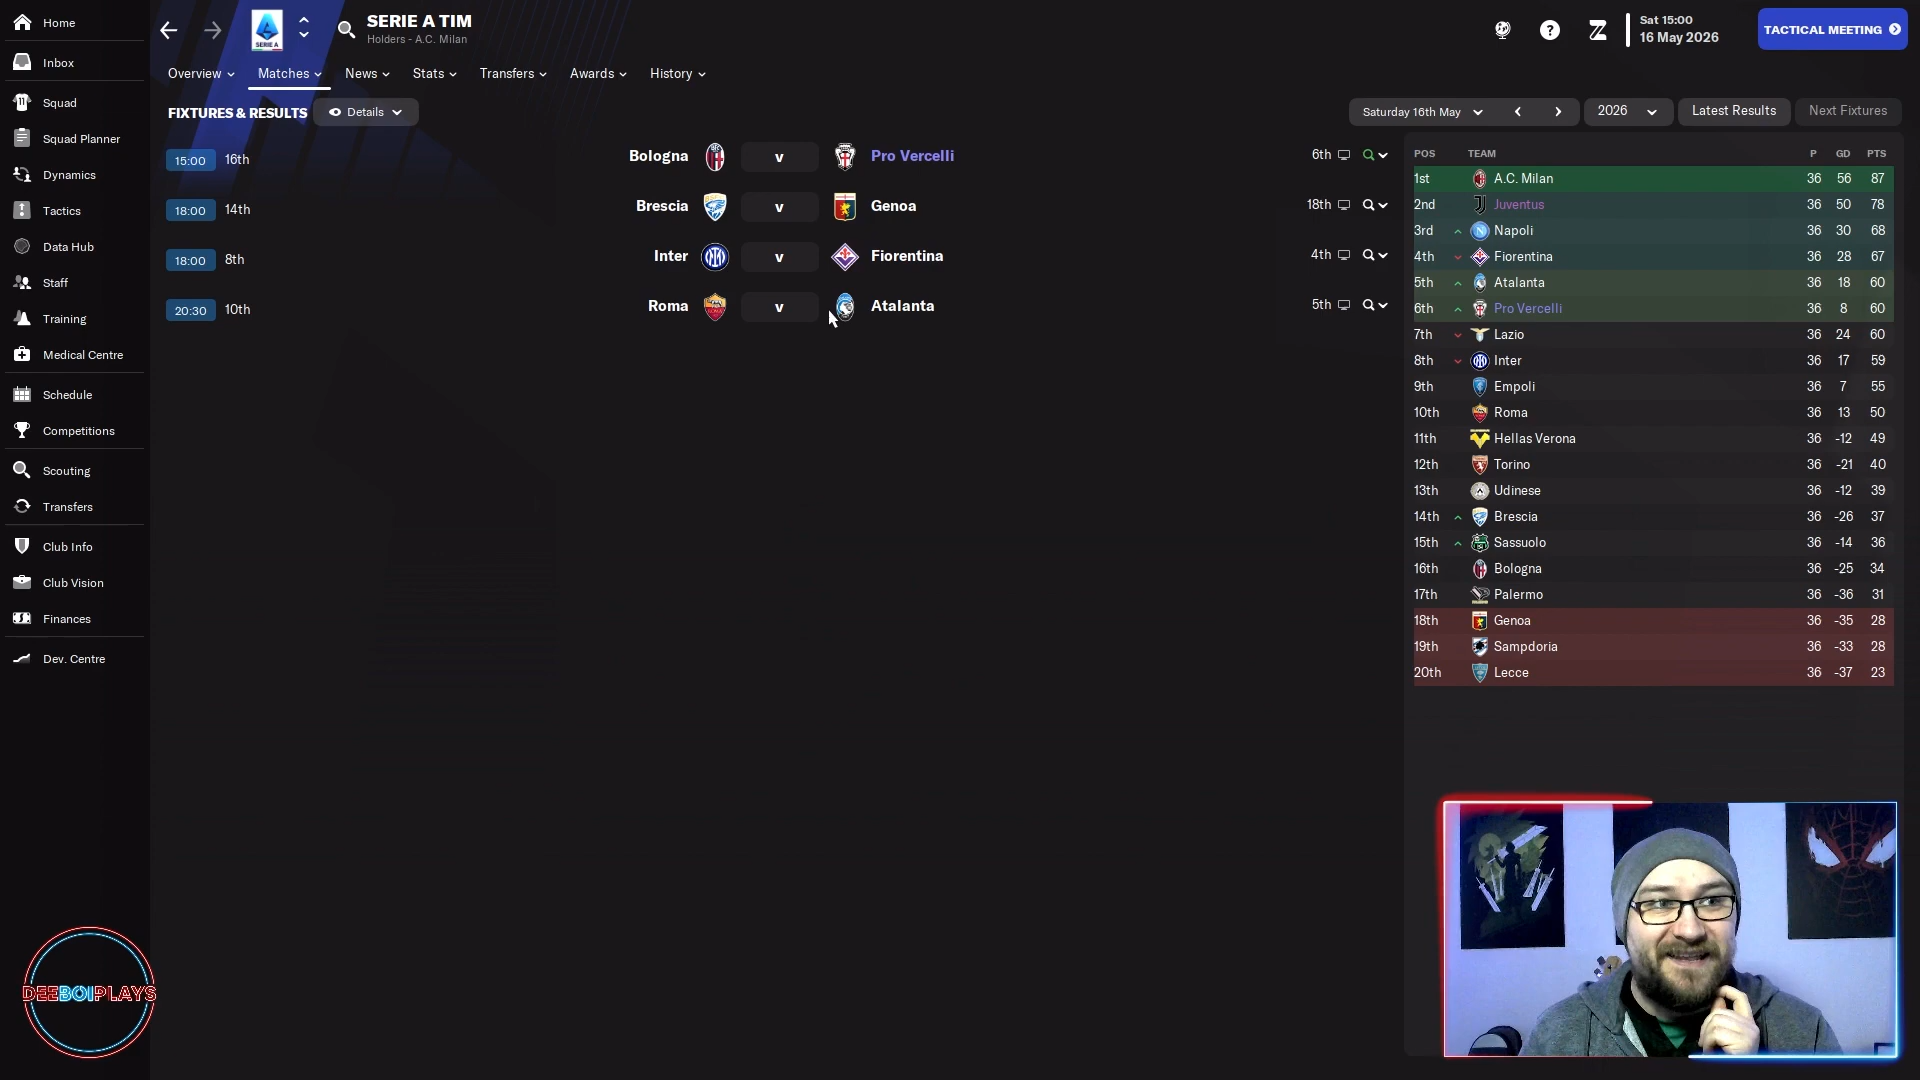 Home
Inbox
Squad
Squad Planner
Dynamics
Tactics
Data Hub
Staff
Training
Medical Centre
Schedule
Competitions
Scouting
Transfers
Club Info
Club Vision
Finances
Dev. Centre
DEEBOIPLAYS
SERIE A
SERIE A TIM
Holders - A.C. Milan
Sat 15:00
16 May 2026
TACTICAL MEETING
Overview Matches News Stats Transfers Awards History
FIXTURES & RESULTS Details
Saturday 16th May 2026 Latest Results Next Fixtures
15:00 16th Bologna v Pro Vercelli 6th
18:00 14th Brescia v Genoa 18th
18:00 8th Inter v Fiorentina 4th
20:30 10th Roma v Atalanta 5th
POS TEAM P GD PTS
1st A.C. Milan 36 56 87
2nd Juventus 36 50 78
3rd Napoli 36 30 68
4th Fiorentina 36 28 67
5th Atalanta 36 18 60
6th Pro Vercelli 36 8 60
7th Lazio 36 24 60
8th Inter 36 17 59
9th Empoli 36 7 55
10th Roma 36 13 50
11th Hellas Verona 36 -12 49
12th Torino 36 -21 40
13th Udinese 36 -12 39
14th Brescia 36 -26 37
15th Sassuolo 36 -14 36
16th Bologna 36 -25 34
17th Palermo 36 -36 31
18th Genoa 36 -35 28
19th Sampdoria 36 -33 28
20th Lecce 36 -37 23